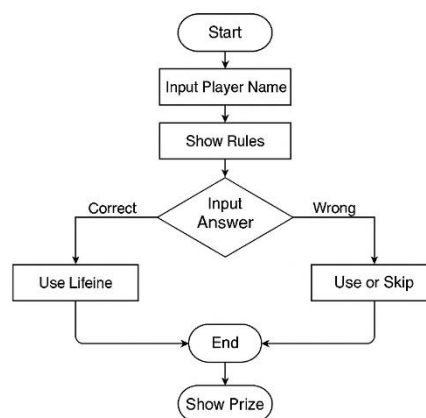 Start
Input Player Name
Show Rules
Input
Answer
Correct
Wrong
Use Lifeine
Use or Skip
End
Show Prize